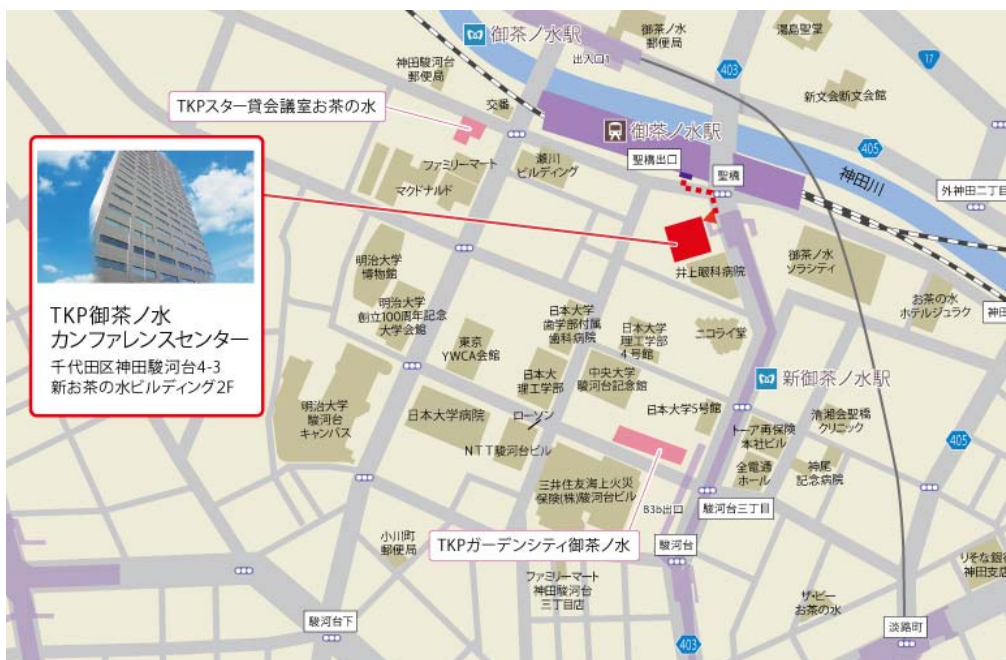 御茶ノ水駅
御茶ノ水
郵便局
湯島聖堂
17
403
出入口1
神田駿河台
郵便局
交番
新文会断文会館
TKPスター貸会議室お茶の水
御茶ノ水駅
405
聖橋出口
聖橋
神田川
外神田二丁目
ファミリーマート
マクドナルド
瀬川
ビルディング
TKP御茶ノ水
カンファレンスセンター
千代田区神田駿河台4-3
新お茶の水ビルディング2F
井上眼科病院
御茶ノ水
ソラシティ
お茶の水
ホテルジュラク
神田
明治大学
博物館
明治大学
創立100周年記念
大学会館
東京
YWCA会館
日本大学
歯学部付属
歯科病院
日本大学
理工学部
4号館
ニコライ堂
新御茶ノ水駅
日本大
理工学部
中央大学
駿河台記念館
明治大学
駿河台
キャンパス
日本大学病院
ローソン
日本大学5号館
NTT駿河台ビル
トーア再保険
本社ビル
清湘会聖橋
クリニック
405
全電通
ホール
神尾
記念病院
三井住友海上火災
保険(株)駿河台ビル
B3b出口
駿河台三丁目
小川町
郵便局
TKPガーデンシティ御茶ノ水
駿河台
ファミリーマート
神田駿河台
三丁目店
りそな銀行
神田支店
ザ・ビー
お茶の水
駿河台下
403
淡路町